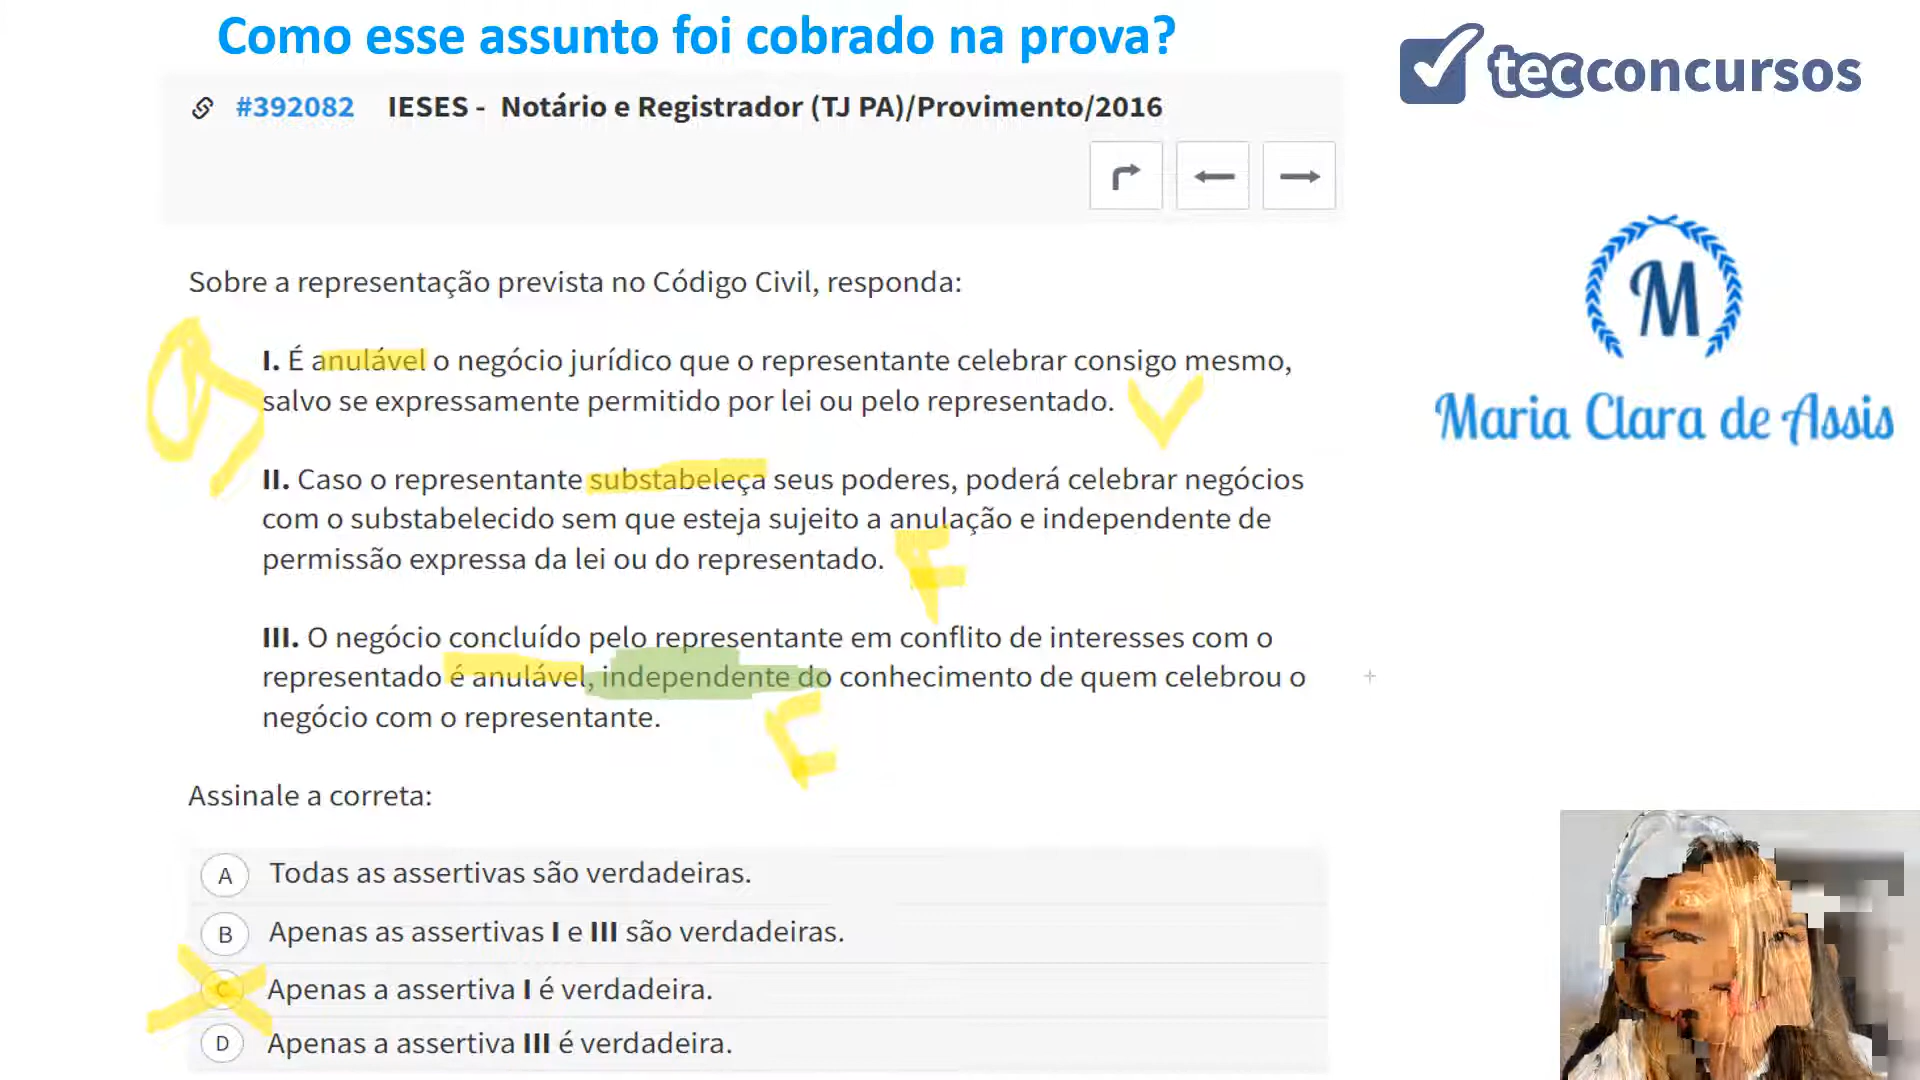 Como esse assunto foi cobrado na prova?
tecconcursos
#392082 IESES - Notário e Registrador (TJ PA)/Provimento/2016
M
Maria Clara de Assis
Sobre a representação prevista no Código Civil, responda:
I. É anulável o negócio jurídico que o representante celebrar consigo mesmo,
salvo se expressamente permitido por lei ou pelo representado.
V
II. Caso o representante substabeleça seus poderes, poderá celebrar negócios
com o substabelecido sem que esteja sujeito a anulação e independente de
permissão expressa da lei ou do representado.
F
III. O negócio concluído pelo representante em conflito de interesses com o
representado é anulável, independente do conhecimento de quem celebrou o
negócio com o representante.
Assinale a correta:
A Todas as assertivas são verdadeiras.
B Apenas as assertivas I e III são verdadeiras.
C Apenas a assertiva I é verdadeira.
D Apenas a assertiva III é verdadeira.